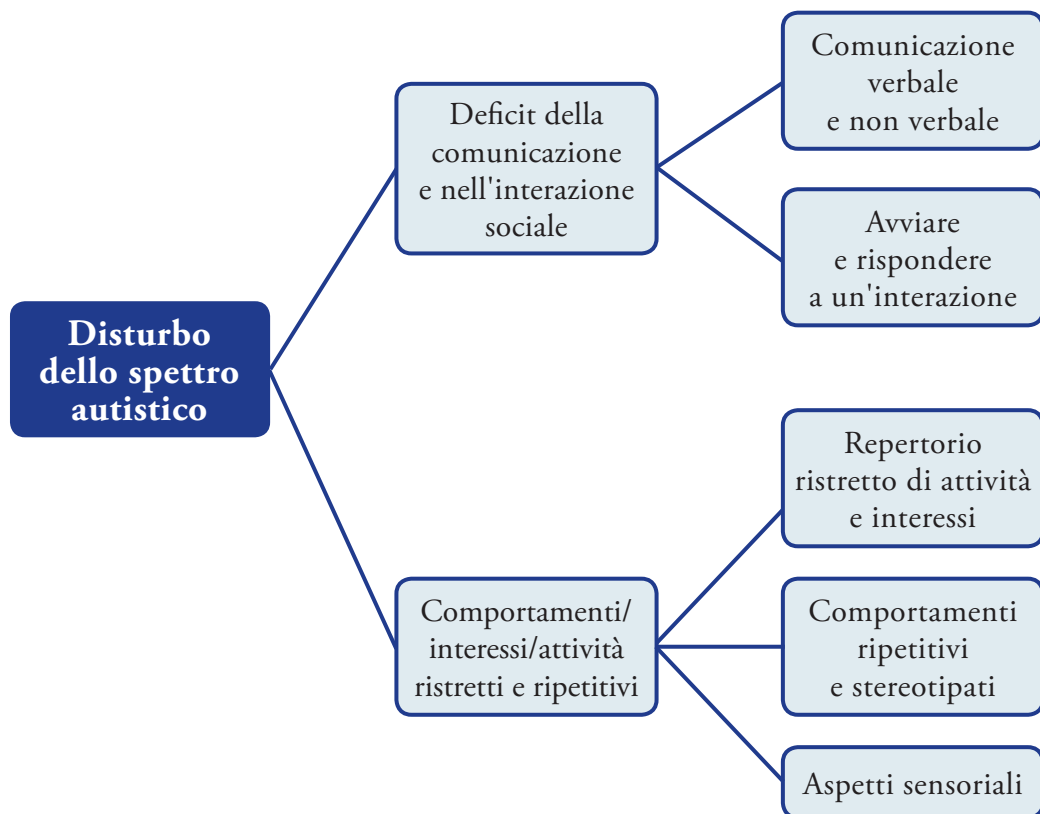 Disturbo
dello spettro
autistico
Deficit della
comunicazione
e nell'interazione
sociale
Comunicazione
verbale
e non verbale
Avviare
e rispondere
a un'interazione
Comportamenti/
interessi/attività
ristretti e ripetitivi
Repertorio
ristretto di attività
e interessi
Comportamenti
ripetitivi
e stereotipati
Aspetti sensoriali